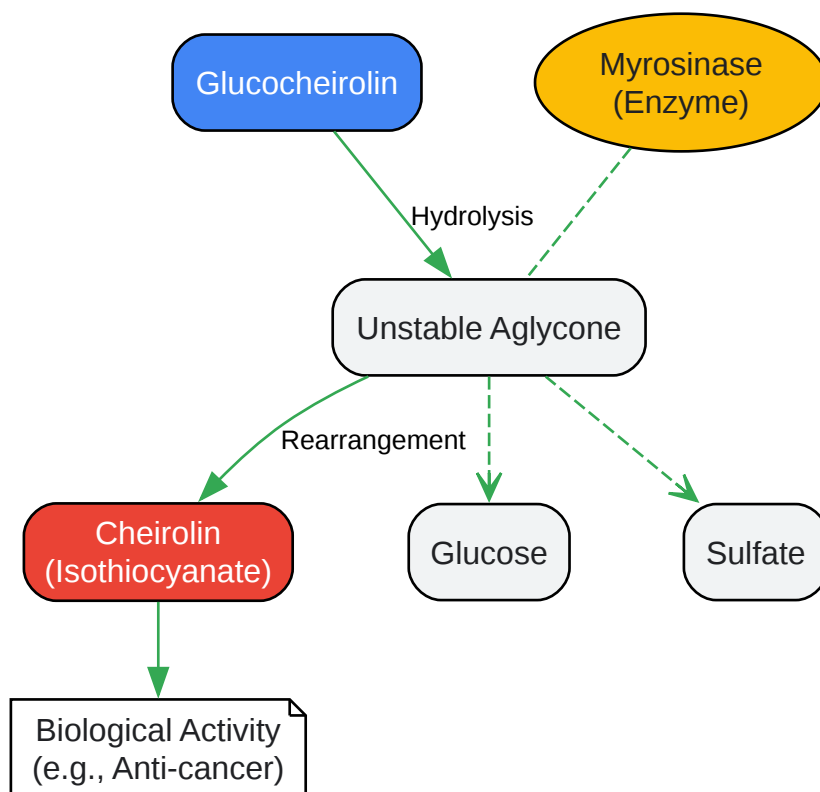 Glucocheirolin
Myrosinase
(Enzyme)
Hydrolysis
Unstable Aglycone
Rearrangement
Cheirolin
(Isothiocyanate)
Glucose
Sulfate
Biological Activity
(e.g., Anti-cancer)